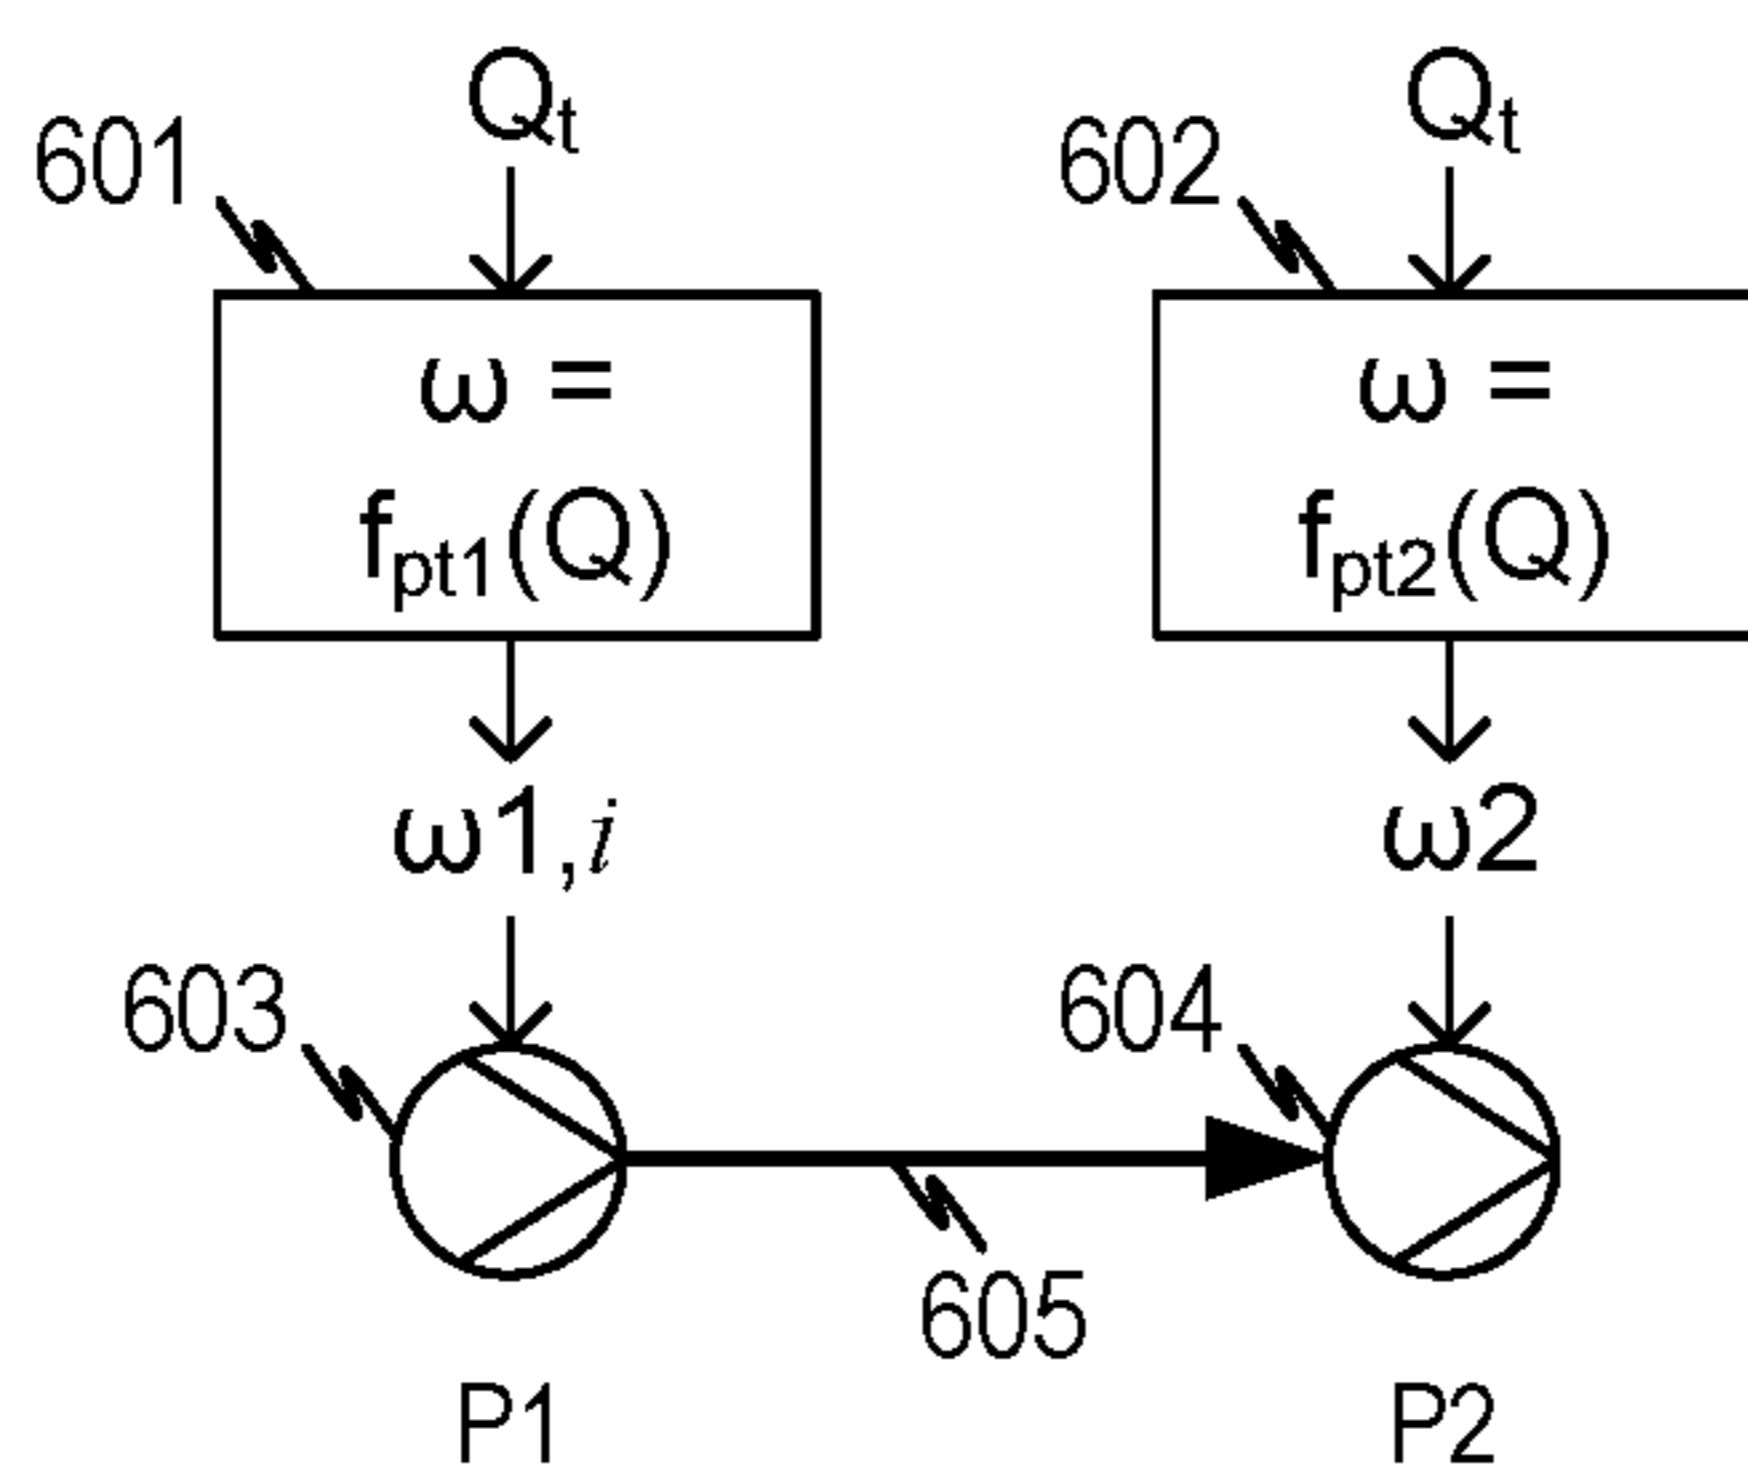 Qt Qt
601 602
ω = ω =
fpt1(Q) fpt2(Q)
ω1,i ω2
603 604
605
P1 P2